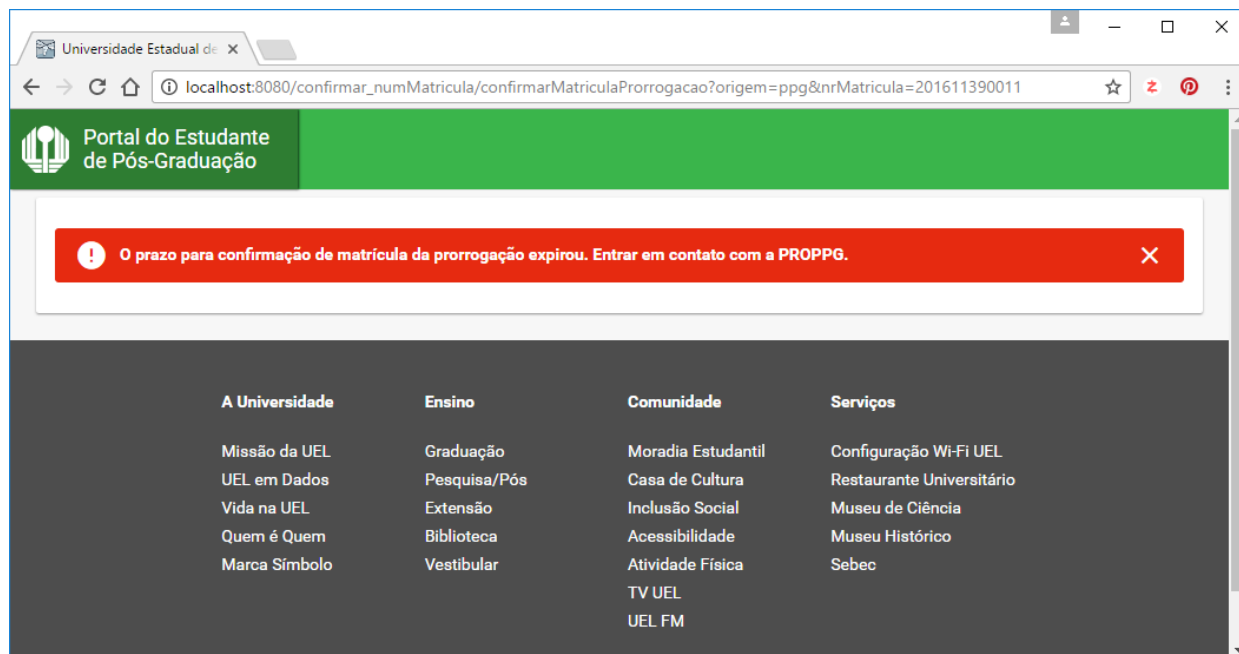 Universidade Estadual de
localhost:8080/confirmar_numMatricula/confirmarMatriculaProrrogacao?origem=ppg&nrMatricula=201611390011
Portal do Estudante
de Pós-Graduação
O prazo para confirmação de matrícula da prorrogação expirou. Entrar em contato com a PROPPG.
A Universidade
Missão da UEL
UEL em Dados
Vida na UEL
Quem é Quem
Marca Símbolo
Ensino
Graduação
Pesquisa/Pós
Extensão
Biblioteca
Vestibular
Comunidade
Moradia Estudantil
Casa de Cultura
Inclusão Social
Acessibilidade
Atividade Física
TV UEL
UEL FM
Serviços
Configuração Wi-Fi UEL
Restaurante Universitário
Museu de Ciência
Museu Histórico
Sebec